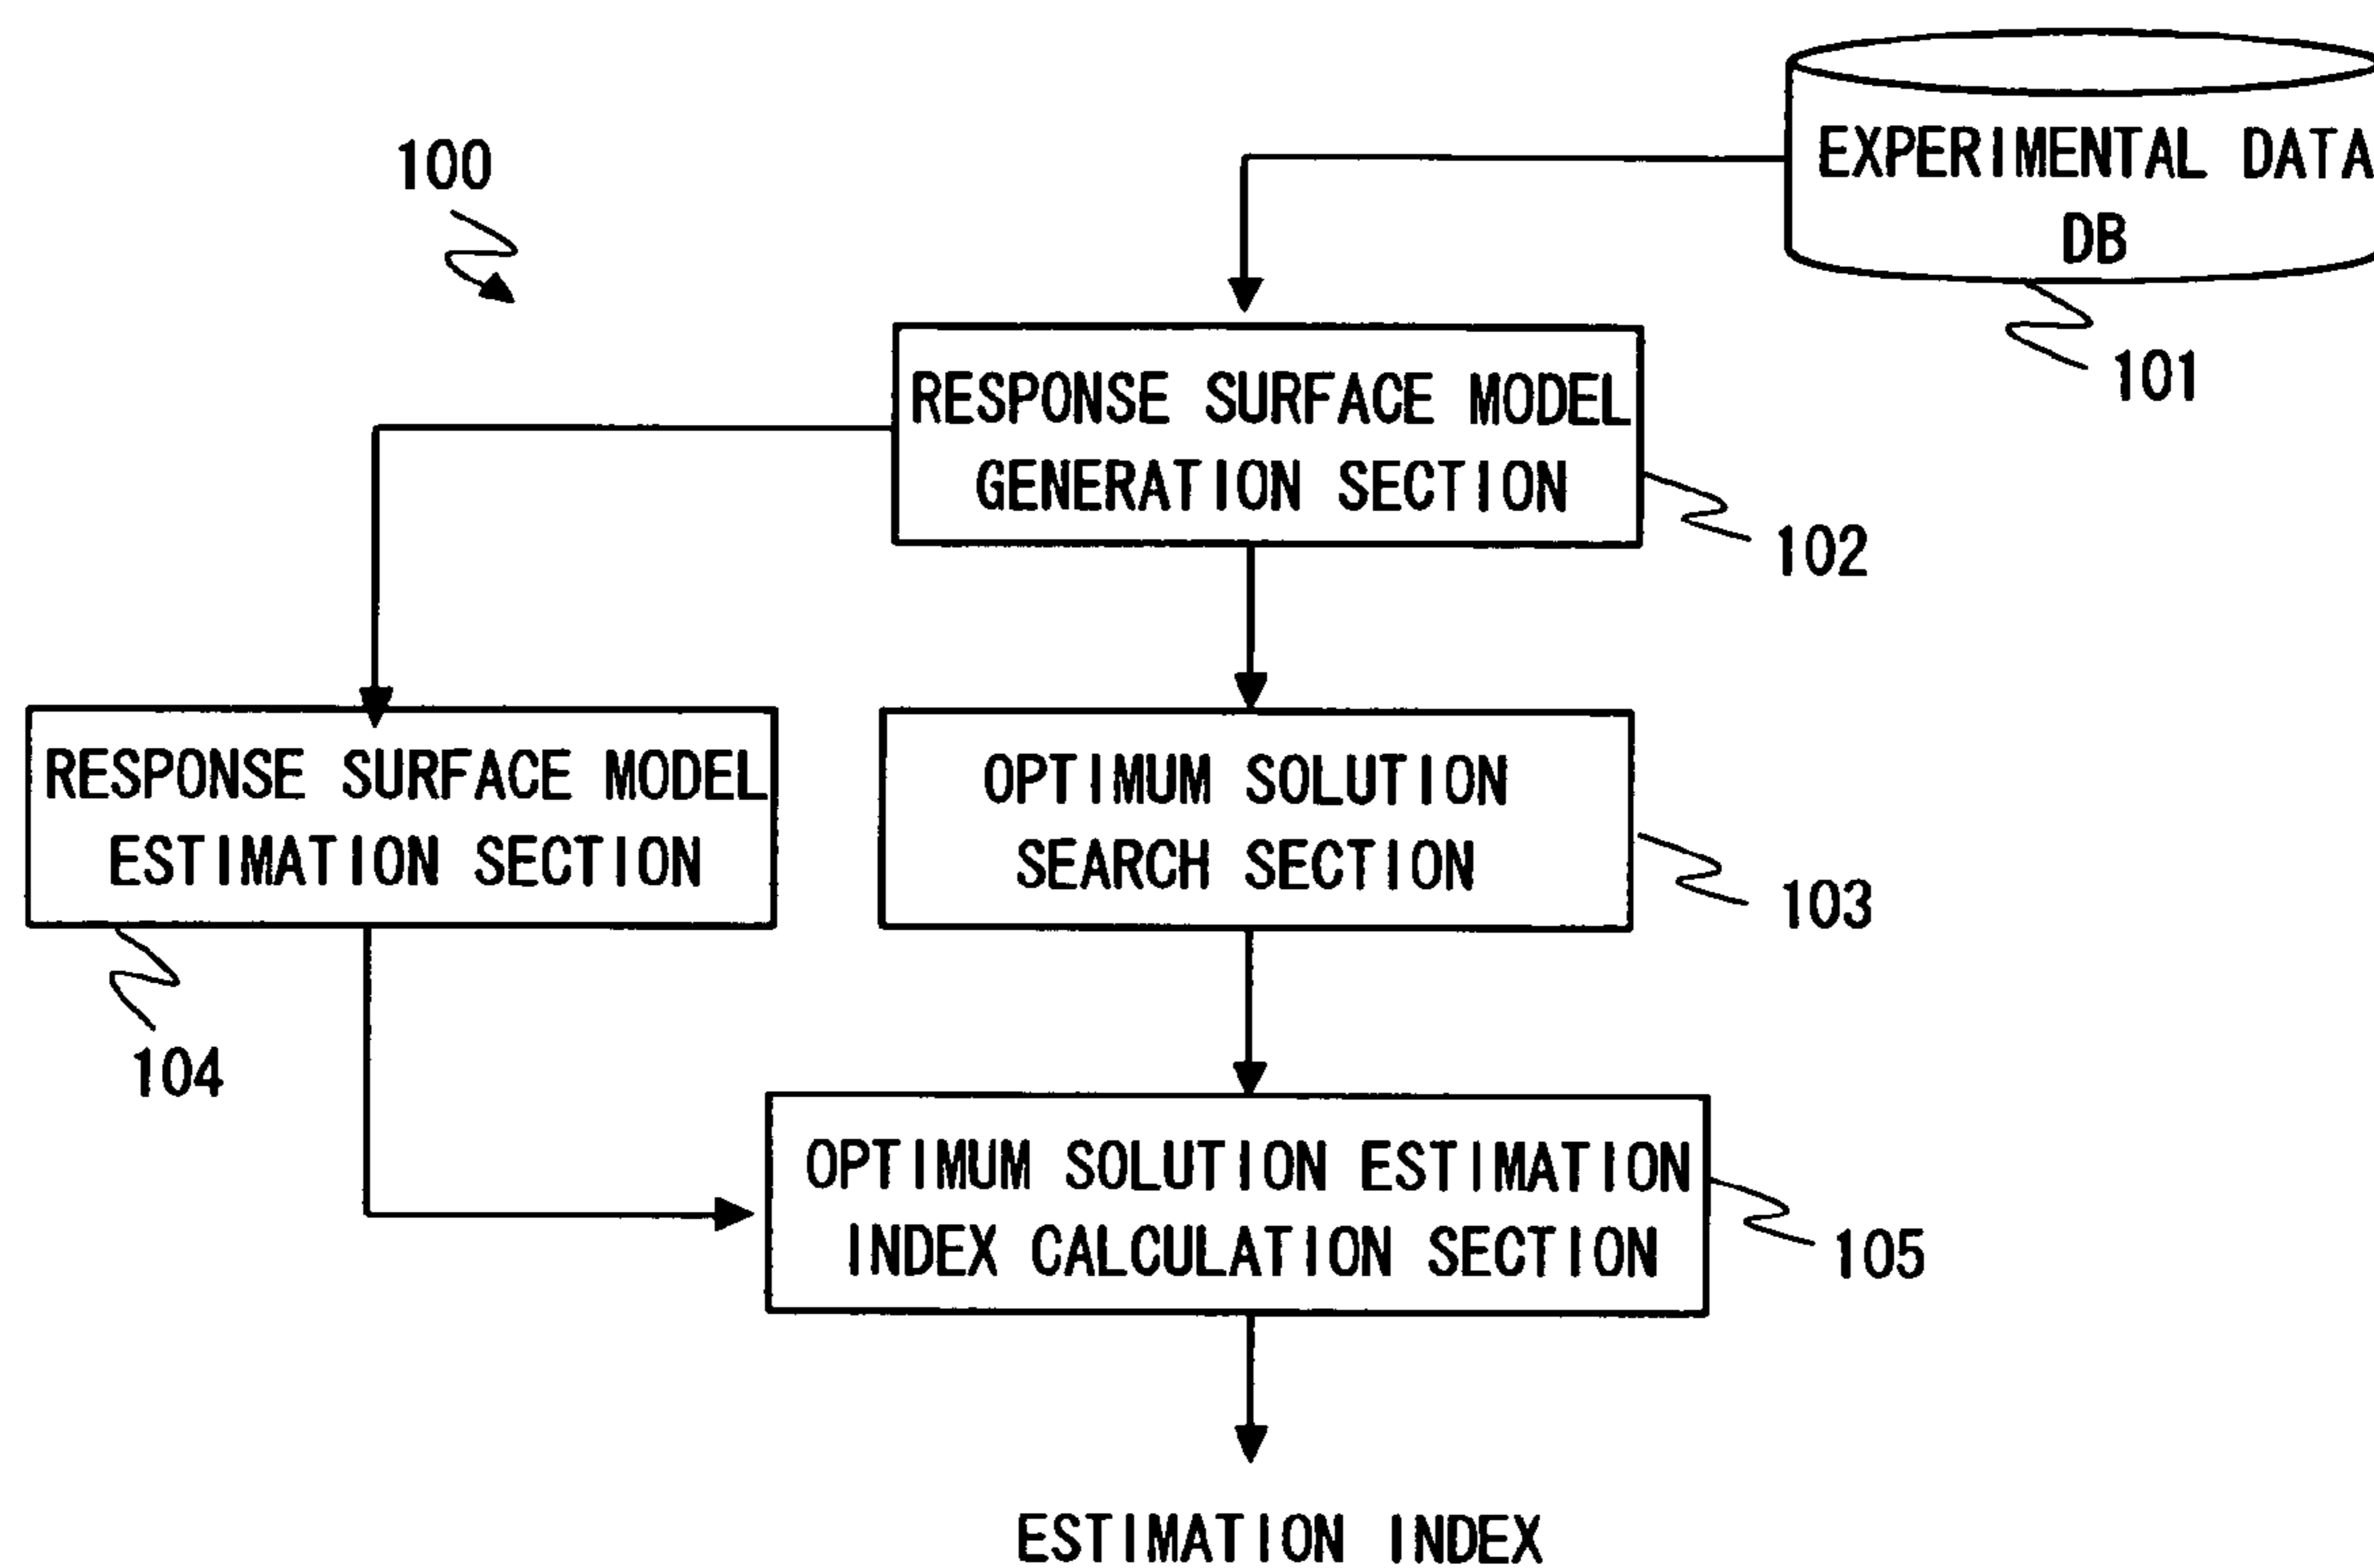 100
EXPERIMENTAL DATA
DB
101
RESPONSE SURFACE MODEL
GENERATION SECTION
102
RESPONSE SURFACE MODEL
ESTIMATION SECTION
104
OPTIMUM SOLUTION
SEARCH SECTION
103
OPTIMUM SOLUTION ESTIMATION
INDEX CALCULATION SECTION
105
ESTIMATION INDEX